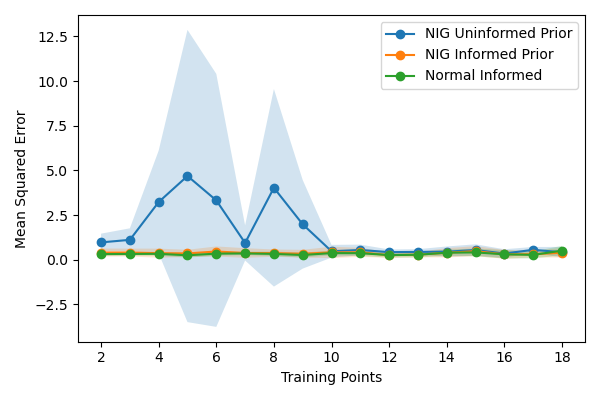 NIG Uninformed Prior
NIG Informed Prior
Normal Informed
Mean Squared Error
12.5
10.0
7.5
5.0
2.5
0.0
−2.5
2 4 6 8 10 12 14 16 18
Training Points